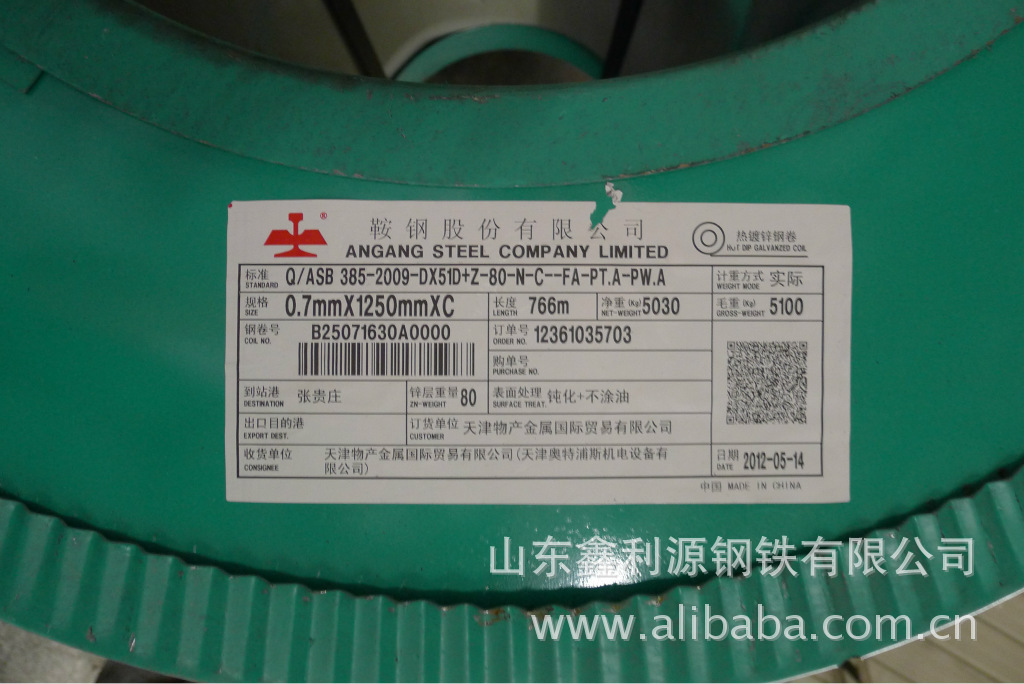 鞍钢股份有限公司
ANGANG STEEL COMPANY LIMITED
®
热镀锌钢卷
HOT DIP GALVANIZED COIL
标准 STANDARD Q/ASB 385-2009-DX51D+Z-80-N-C--FA-PT.A-PW.A 计重方式 WEIGHT MODE 实际
规格 SIZE 0.7mmX1250mmXC 长度 LENGTH 766m 净重(Kg) NET-WEIGHT 5030 毛重(Kg) GROSS-WEIGHT 5100
钢卷号 COIL NO. B25071630A0000 订单号 ORDER NO. 12361035703
购单号 PURCHASE NO.
到站港 DESTINATION 张贵庄 锌层重量 ZN-WEIGHT 80 表面处理 SURFACE TREAT. 钝化+不涂油
出口目的港 EXPORT DEST. 订货单位 CUSTOMER 天津物产金属国际贸易有限公司
收货单位 CONSIGNEE 天津物产金属国际贸易有限公司(天津奥特浦斯机电设备有
限公司) 日期 DATE 2012-05-14
中国 MADE IN CHINA
山东鑫利源钢铁有限公司
www.alibaba.com.cn